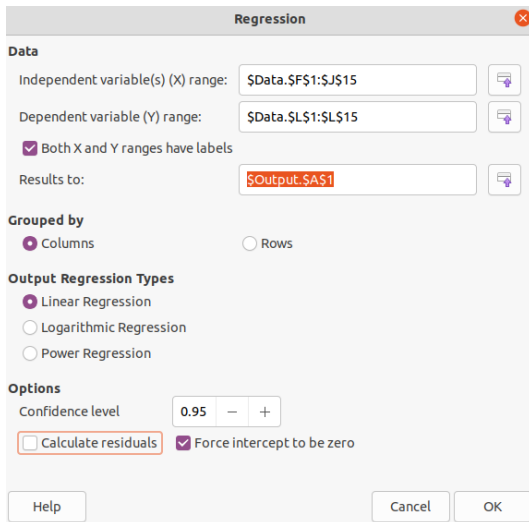 Regression
Data
Independent variable(s) (X) range: $Data.$F$1:$J$15
Dependent variable (Y) range: $Data.$L$1:$L$15
Both X and Y ranges have labels
Results to: $Output.$A$1
Grouped by
Columns Rows
Output Regression Types
Linear Regression
Logarithmic Regression
Power Regression
Options
Confidence level 0.95 − +
Calculate residuals Force intercept to be zero
Help Cancel OK